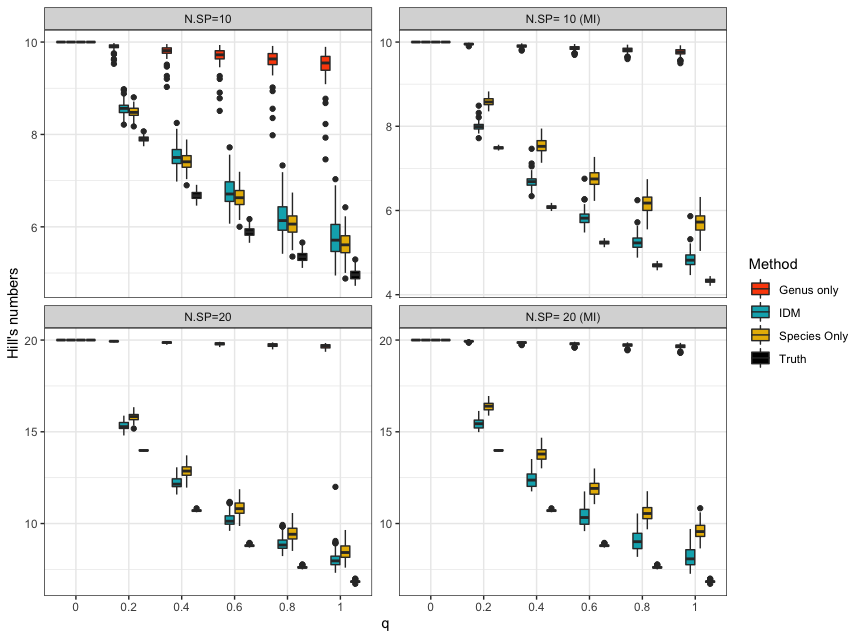 N.SP=10
N.SP= 10 (MI)
10
8
6
10
8
6
4
N.SP=20
N.SP= 20 (MI)
20
15
10
20
15
10
0
0.2
0.4
0.6
0.8
1
0
0.2
0.4
0.6
0.8
1
Hill's numbers
q
Method
Genus only
IDM
Species Only
Truth